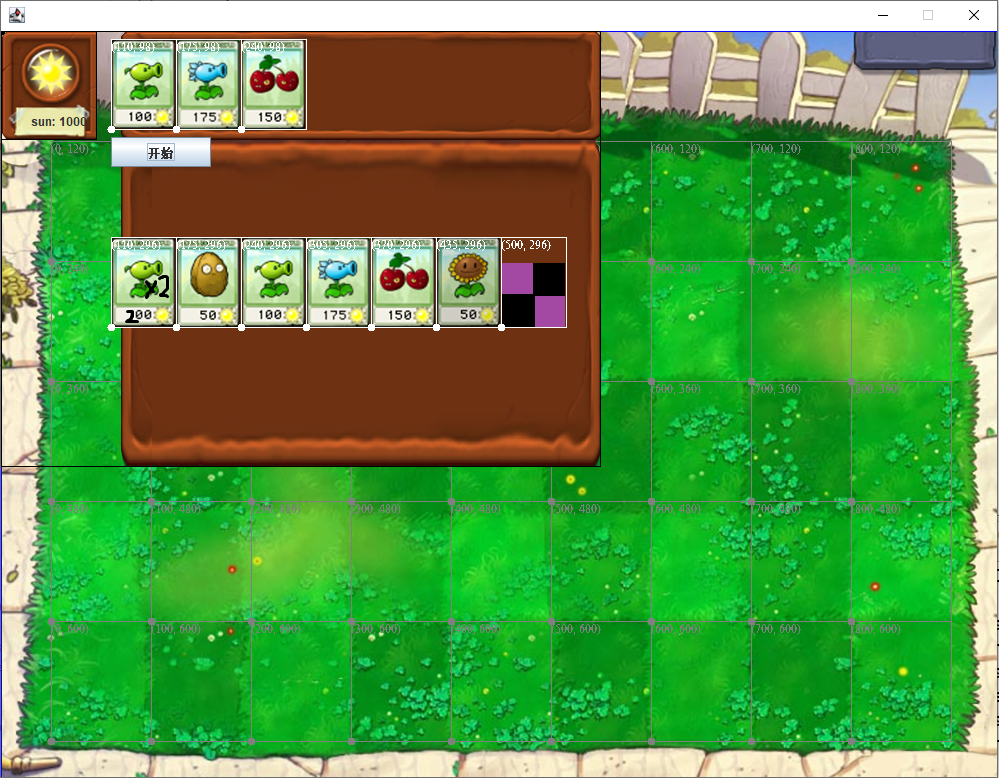 (110, 98) (175, 98) (240, 98)
100 175 150
sun: 1000
开始
(0, 120) (600, 120) (700, 120) (800, 120)
(110, 296) (175, 296) (240, 296) (305, 296) (370, 296) (435, 296) (500, 296)
x2
200 50 100 175 150 50
(0, 240) (600, 240) (700, 240) (800, 240)
(0, 360) (600, 360) (700, 360) (800, 360)
(0, 480) (100, 480) (200, 480) (300, 480) (400, 480) (500, 480) (600, 480) (700, 480) (800, 480)
(0, 600) (100, 600) (200, 600) (300, 600) (400, 600) (500, 600) (600, 600) (700, 600) (800, 600)